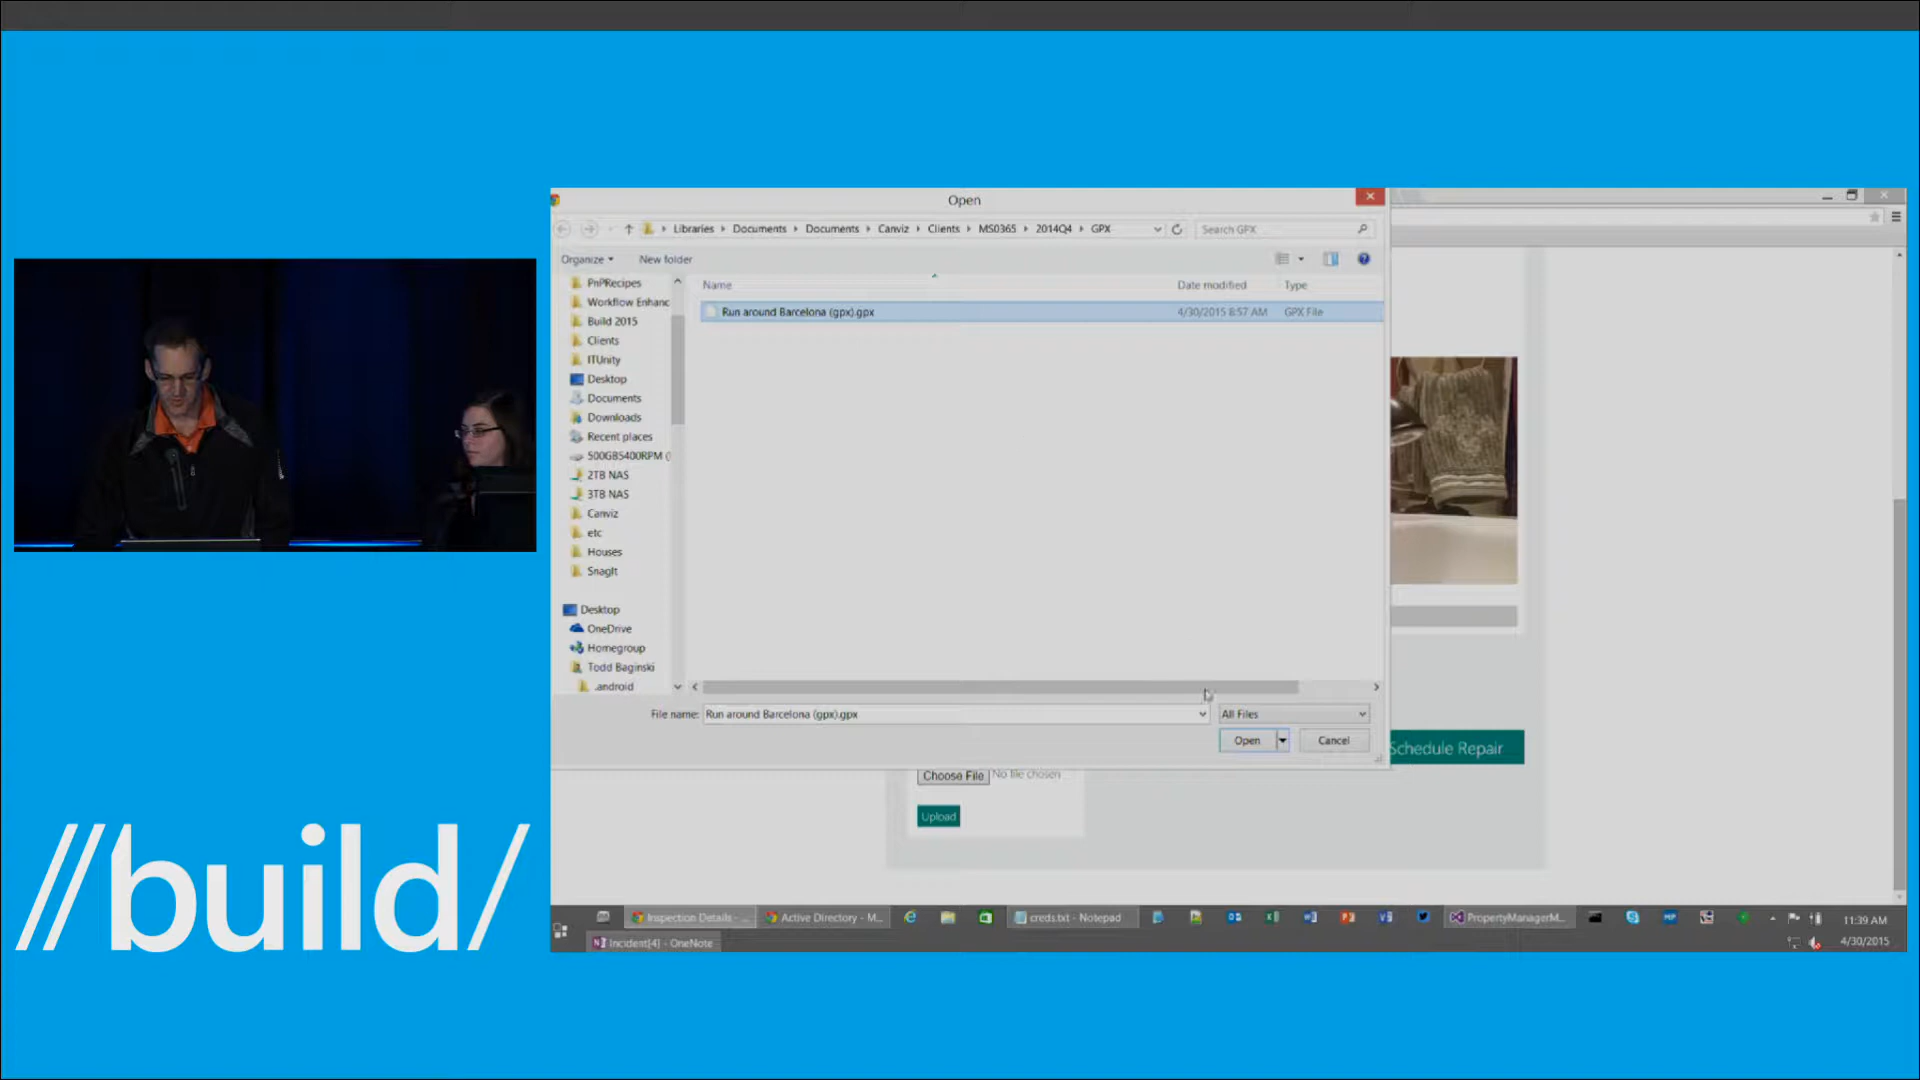 Open
Libraries Documents Documents Canviz Clients MS0365 2014Q4 GPX
Search GPX
Organize
New folder
Name
Date modified
Type
PnPRecipes
Workflow Enhanc
Build 2015
Clients
ITUnity
Desktop
Documents
Downloads
Recent places
500GB5400RPM (
2TB NAS
3TB NAS
Canviz
etc
Houses
SnagIt
Desktop
OneDrive
Homegroup
Todd Baginski
.android
Run around Barcelona (gpx).gpx
4/30/2015 8:57 AM
GPX File
File name: Run around Barcelona (gpx).gpx
All Files
Open
Cancel
Schedule Repair
Choose File No file chosen
Upload
Inspection Details - ...
Active Directory - M...
creds.txt - Notepad
PropertyManagerM...
11:39 AM
Incident[4] - OneNote
4/30/2015
//build/